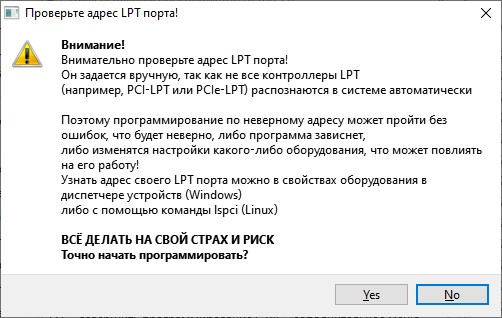 Проверьте адрес LPT порта!
Внимание!
Внимательно проверьте адрес LPT порта!
Он задается вручную, так как не все контроллеры LPT
(например, PCI-LPT или PCIe-LPT) распознаются в системе автоматически
Поэтому программирование по неверному адресу может пройти без
ошибок, что будет неверно, либо программа зависнет,
либо изменятся настройки какого-либо оборудования, что может повлиять
на его работу!
Узнать адрес своего LPT порта можно в свойствах оборудования в
диспетчере устройств (Windows)
либо с помощью команды lspci (Linux)
ВСЁ ДЕЛАТЬ НА СВОЙ СТРАХ И РИСК
Точно начать программировать?
Yes
No